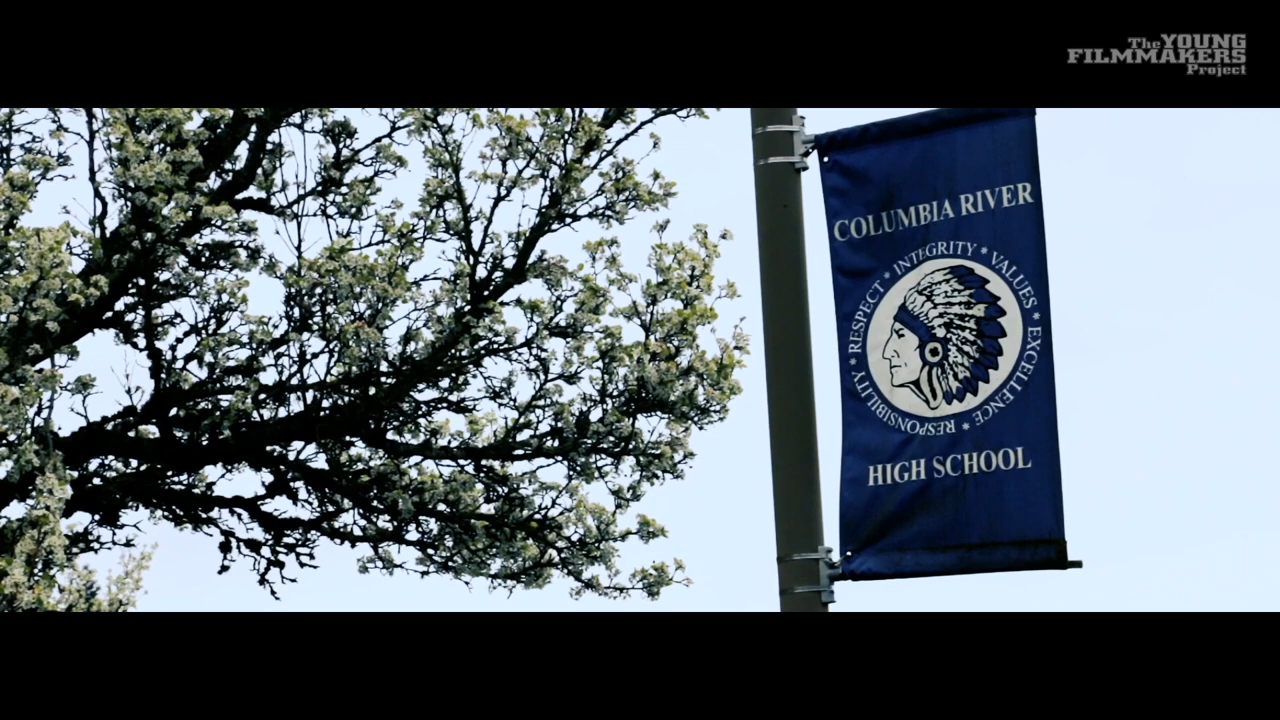 The YOUNG
FILMMAKERS
Project
COLUMBIA RIVER
* INTEGRITY * VALUES * EXCELLENCE * RESPONSIBILITY * RESPECT
HIGH SCHOOL